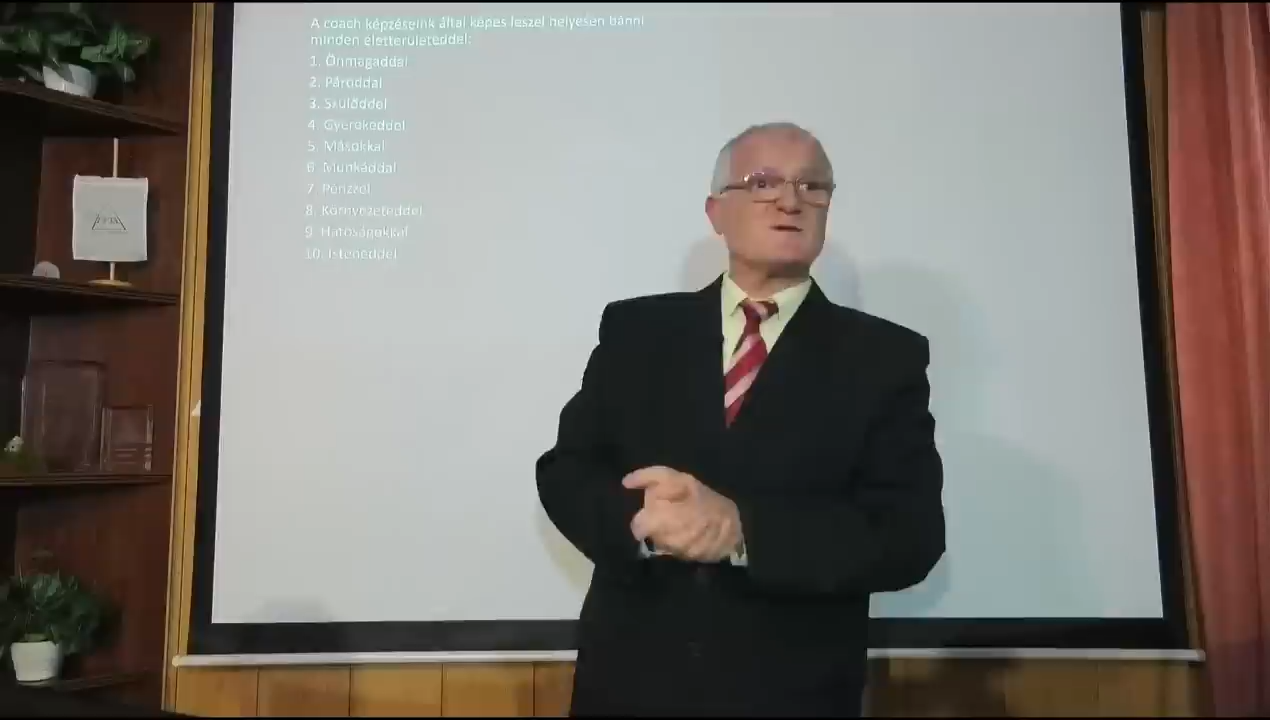 A coach képzéseink által képes leszel helyesen bánni
minden életterületeddel:
1. Önmagaddal
2. Pároddal
3. Szülőddel
4. Gyerekeddel
5. Másokkal
6. Munkáddal
7. Pénzzel
8. Környezeteddel
9. Hatóságokkal
10. Isteneddel